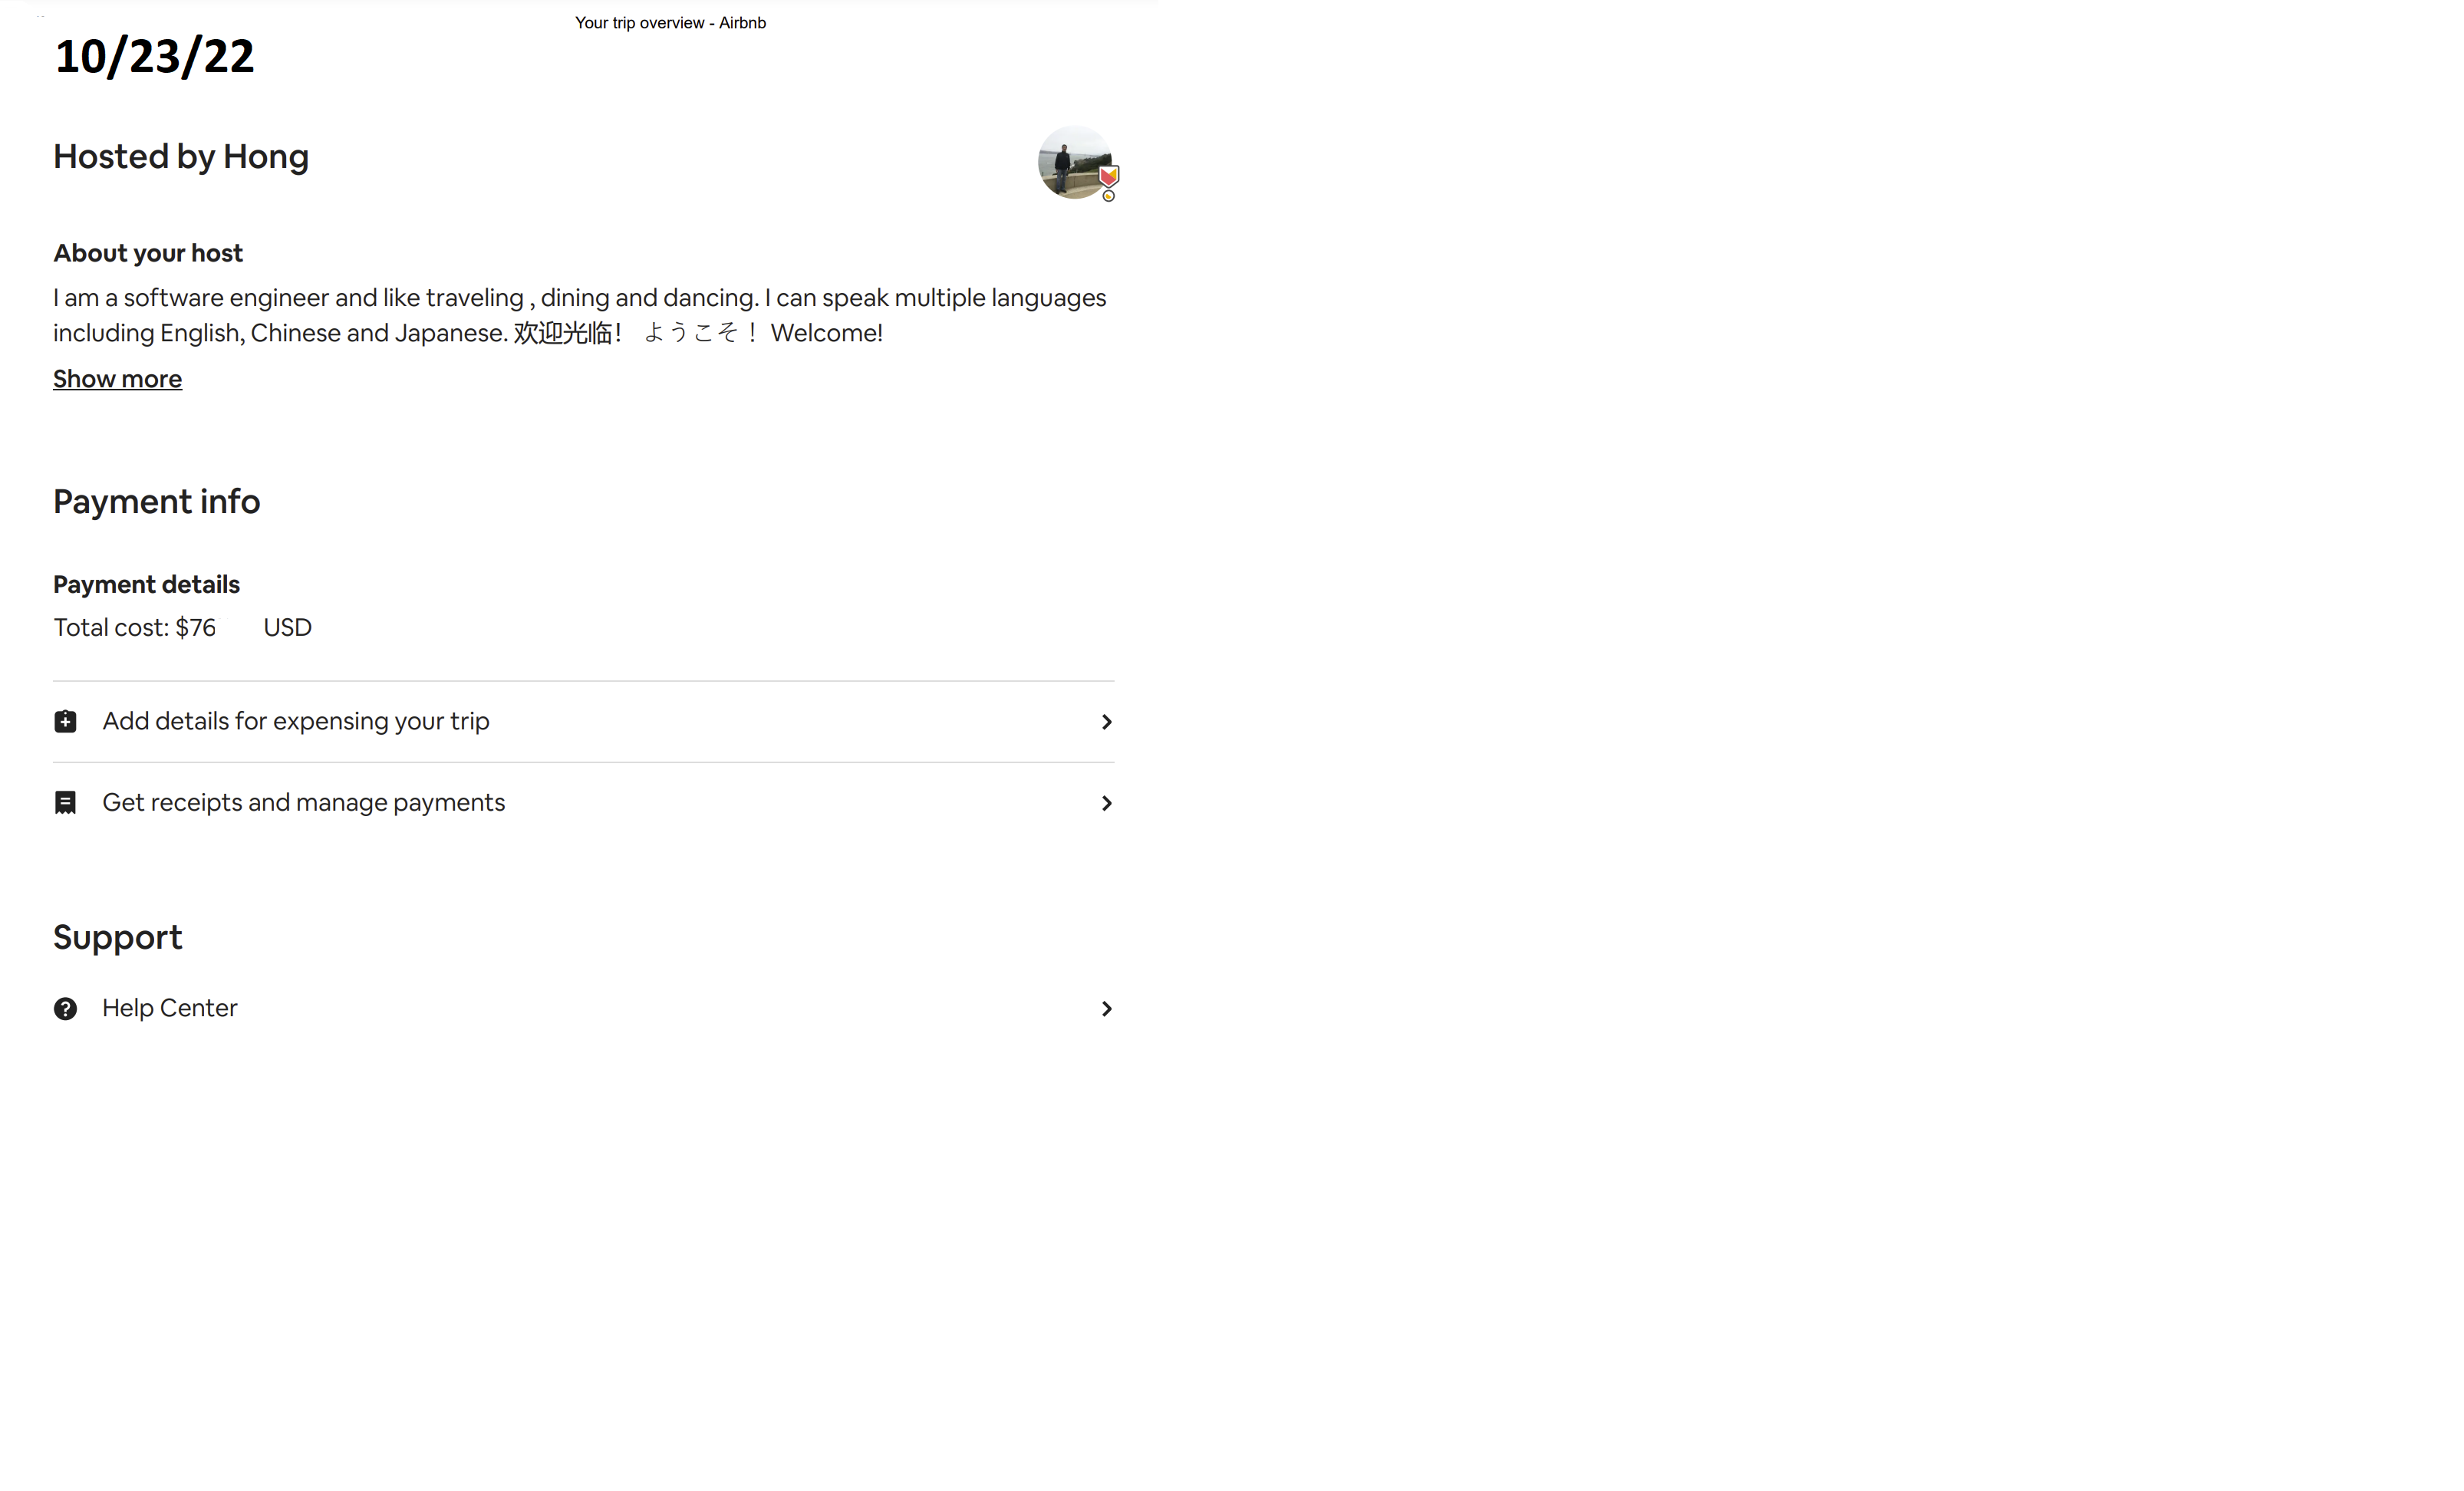 Your trip overview - Airbnb
10/23/22
Hosted by Hong
About your host
I am a software engineer and like traveling , dining and dancing. I can speak multiple languages
including English, Chinese and Japanese. 欢迎光临! ようこそ！ Welcome!
Show more
Payment info
Payment details
Total cost: $76 USD
Add details for expensing your trip
Get receipts and manage payments
Support
Help Center